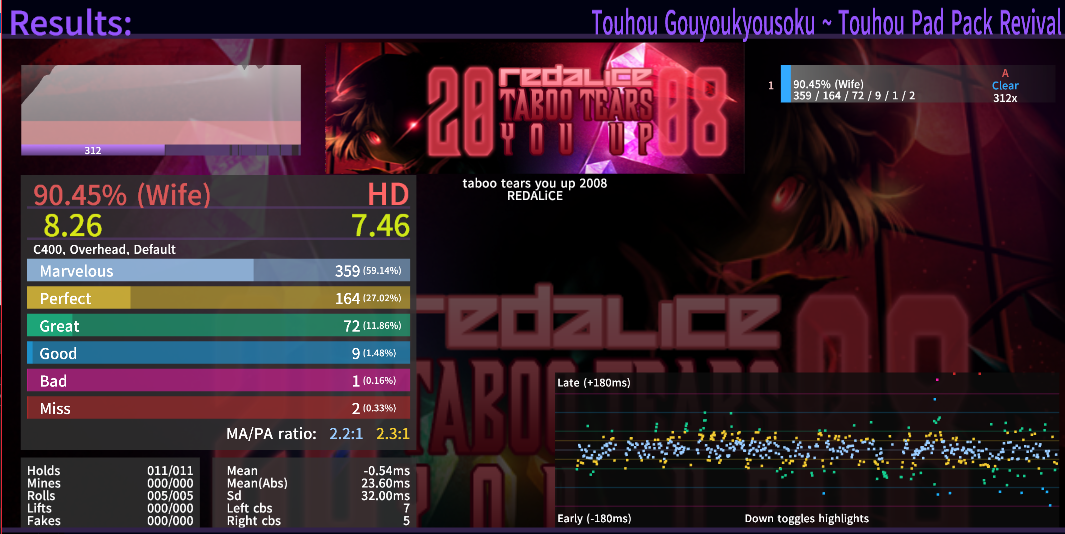 Results:
Touhou Gouyoukyousoku ~ Touhou Pad Pack Revival
312
20 redalice 08
TABOO TEARS
YOU UP
taboo tears you up 2008
REDALiCE
1
90.45% (Wife)
359 / 164 / 72 / 9 / 1 / 2
A
Clear
312x
90.45% (Wife) HD
8.26 7.46
C400, Overhead, Default
Marvelous 359 (59.14%)
Perfect 164 (27.02%)
Great 72 (11.86%)
Good 9 (1.48%)
Bad 1 (0.16%)
Miss 2 (0.33%)
MA/PA ratio: 2.2:1 2.3:1
Holds 011/011
Mines 000/000
Rolls 005/005
Lifts 000/000
Fakes 000/000
Mean -0.54ms
Mean(Abs) 23.60ms
Sd 32.00ms
Left cbs 7
Right cbs 5
redalice
TABOO TEARS
Late (+180ms)
Early (-180ms)
Down toggles highlights